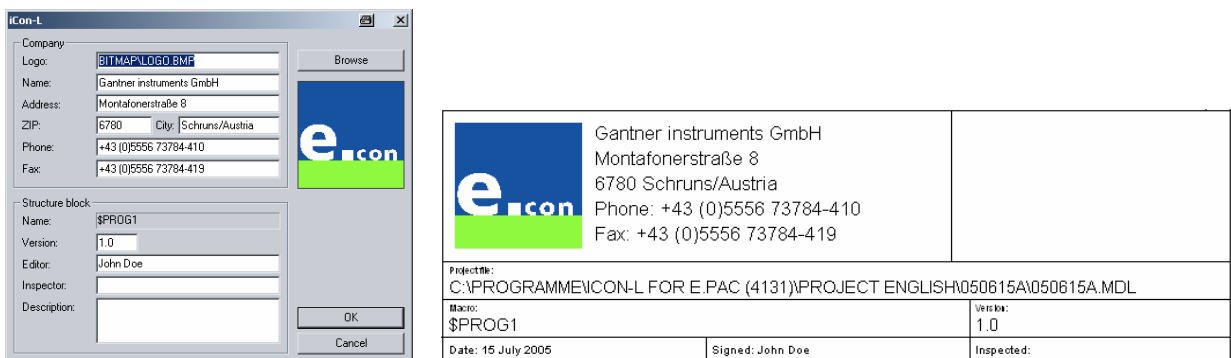 iCon-L
Company
Logo: BITMAP\LOGO.BMP
Browse
Name: Gantner instruments GmbH
Address: Montafonerstraße 8
ZIP: 6780 City: Schruns/Austria
Phone: +43 (0)5556 73784-410
Fax: +43 (0)5556 73784-419
e.con
Structure block
Name: $PROG1
Version: 1.0
Editor: John Doe
Inspector:
Description:
OK
Cancel
e.con
Gantner instruments GmbH
Montafonerstraße 8
6780 Schruns/Austria
Phone: +43 (0)5556 73784-410
Fax: +43 (0)5556 73784-419
Projectfile:
C:\PROGRAMME\ICON-L FOR E.PAC (4131)\PROJECT ENGLISH\050615A\050615A.MDL
Macro:
$PROG1
Version:
1.0
Date: 15 July 2005 Signed: John Doe Inspected: